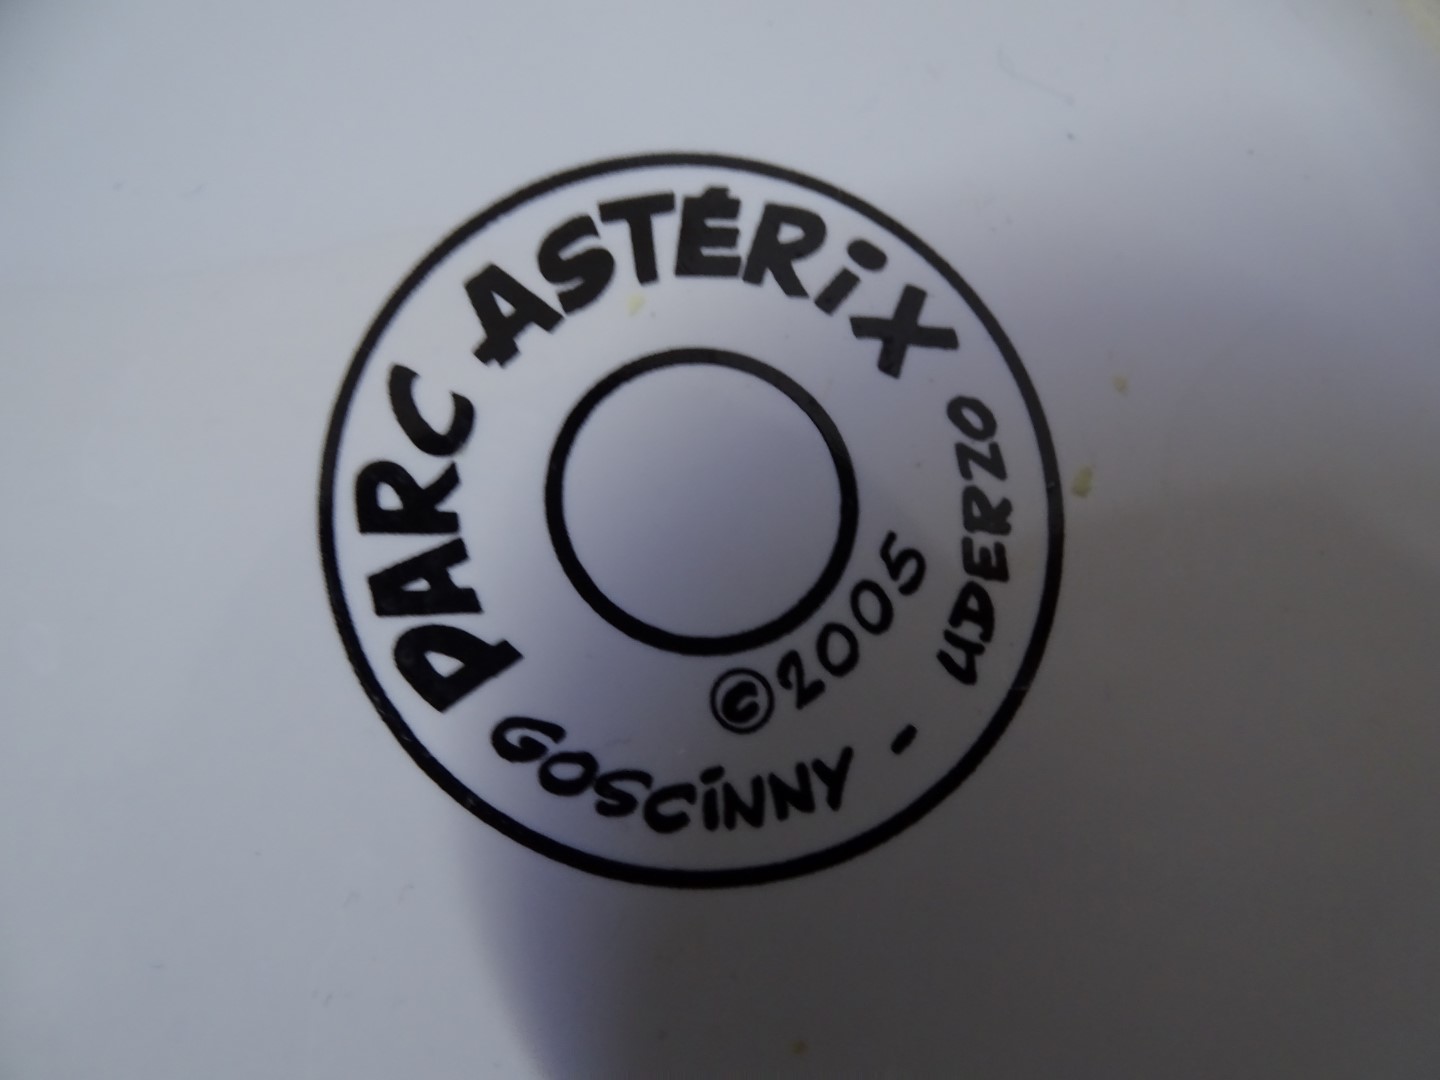 PARC ASTÉRiX
GOSCiNNY - UDERZO
©2005